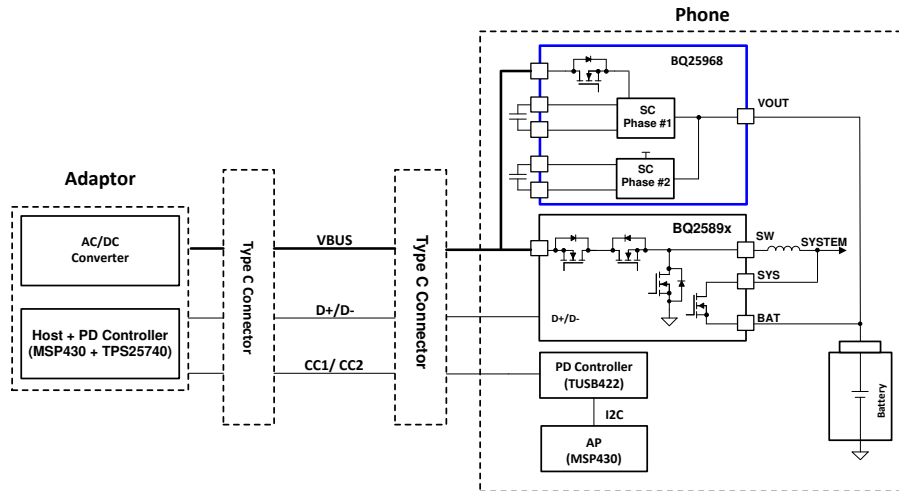 Phone
BQ25968
VOUT
SC
Phase #1
SC
Phase #2
Adaptor
AC/DC
Converter
Host + PD Controller
(MSP430 + TPS25740)
Type C Connector
VBUS
D+/D-
CC1/ CC2
Type C Connector
BQ2589x
SW
SYSTEM
SYS
BAT
D+/D-
PD Controller
(TUSB422)
I2C
AP
(MSP430)
Battery